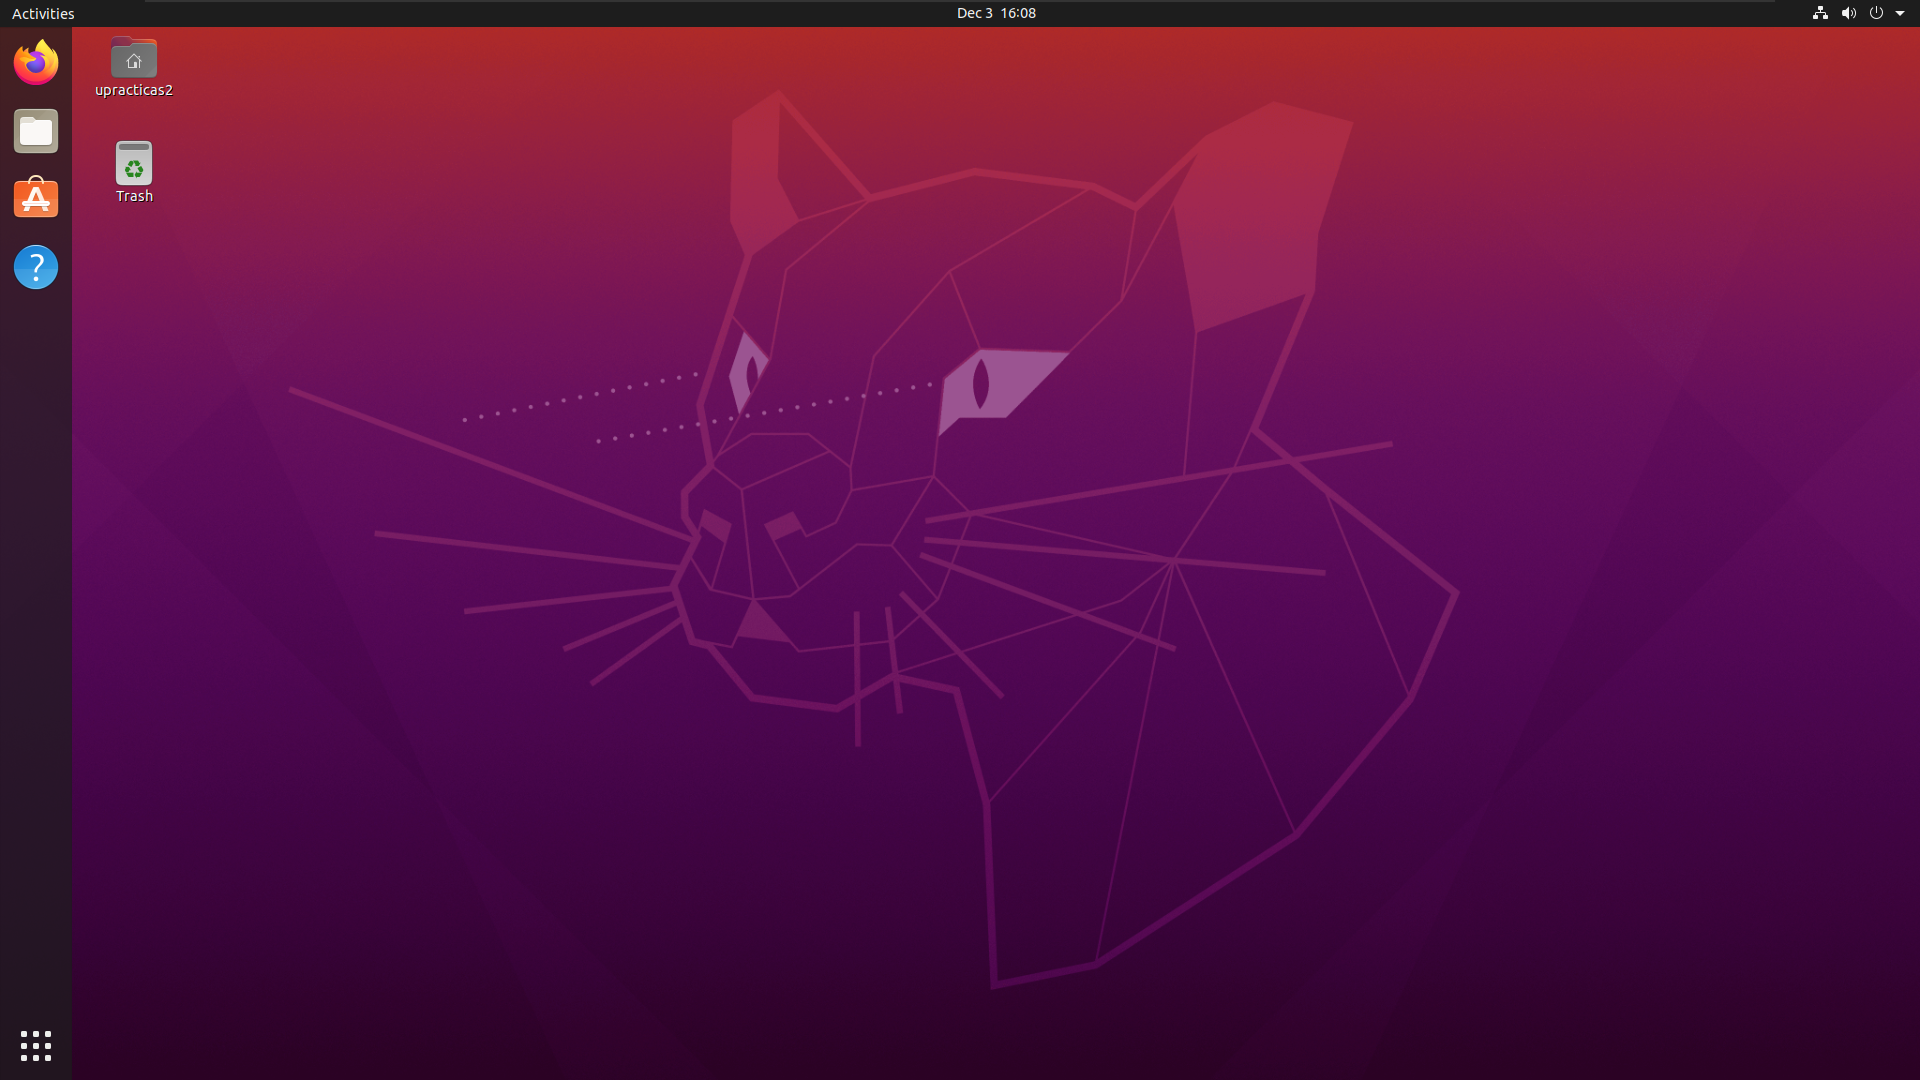 Activities
Dec 3 16:08
upracticas2
Trash